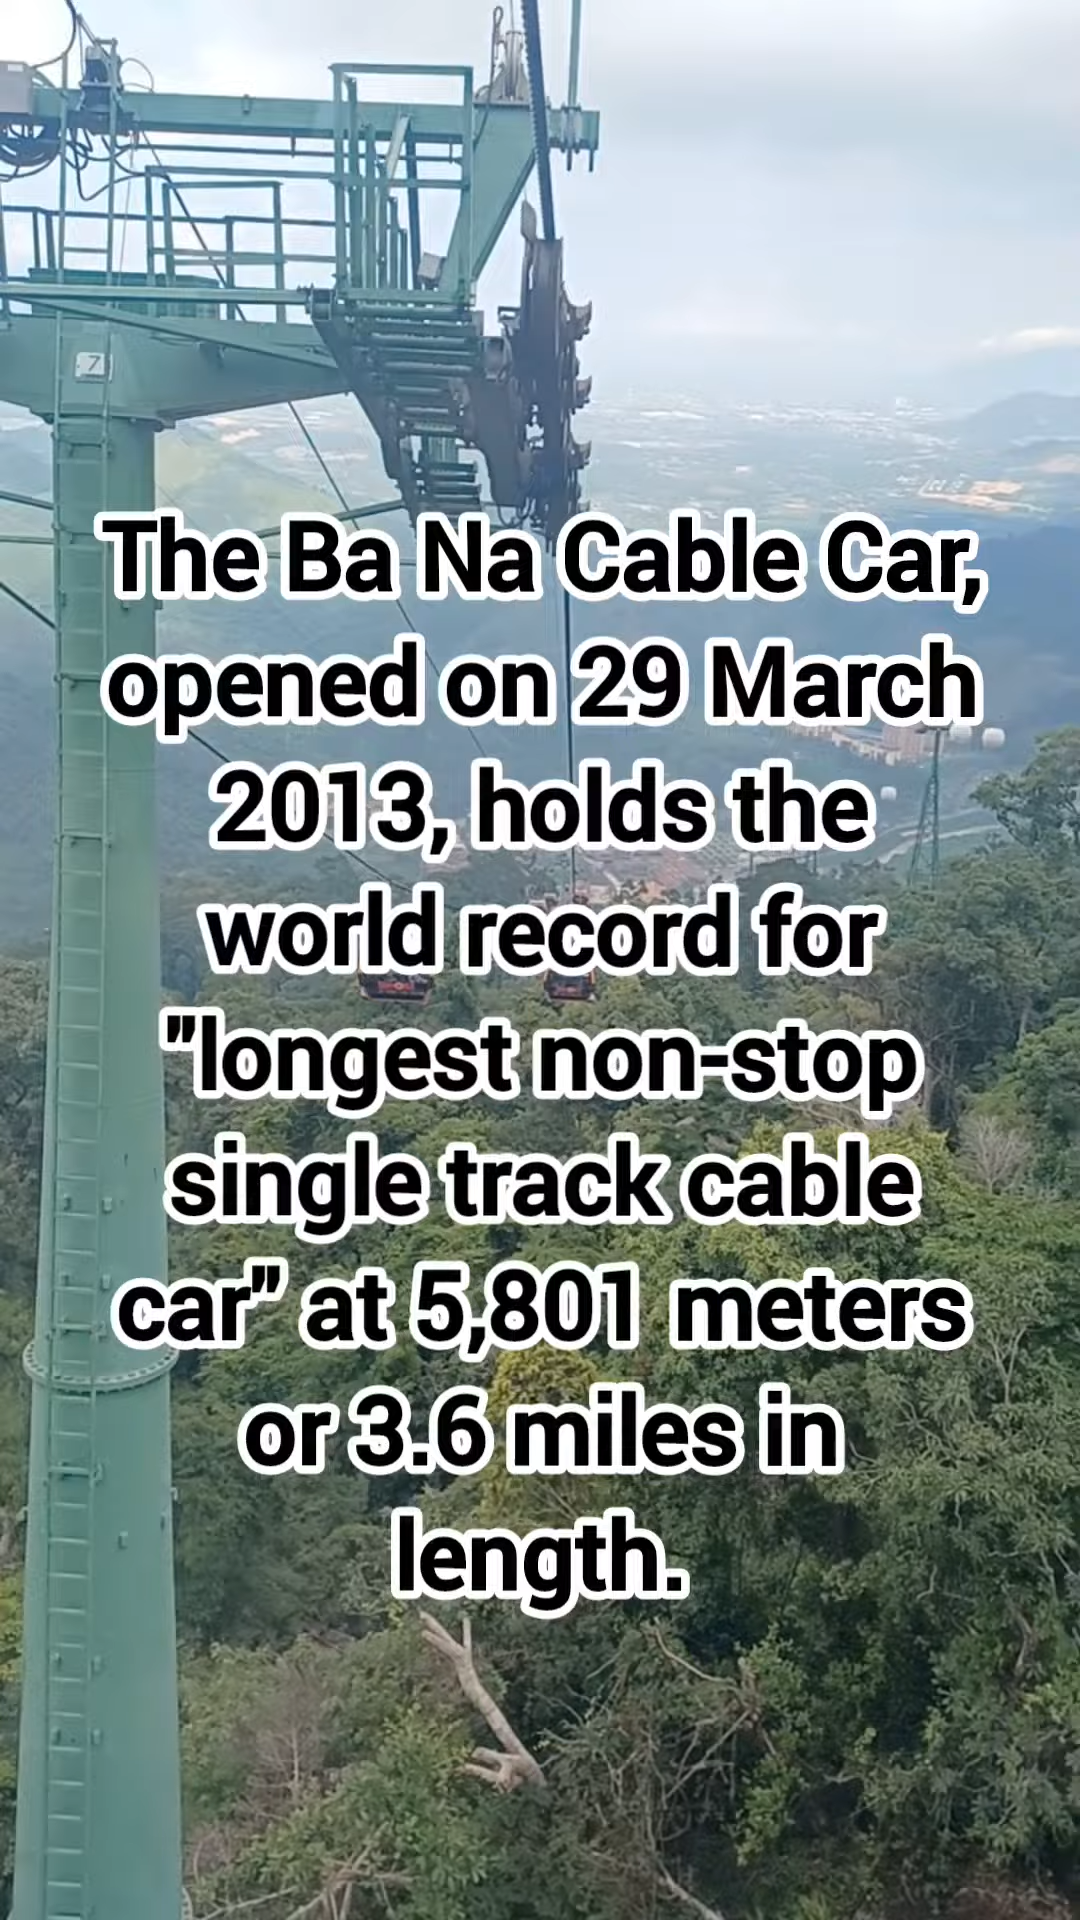 7
The Ba Na Cable Car,
opened on 29 March
2013, holds the
world record for
"longest non-stop
single track cable
car" at 5,801 meters
or 3.6 miles in
length.